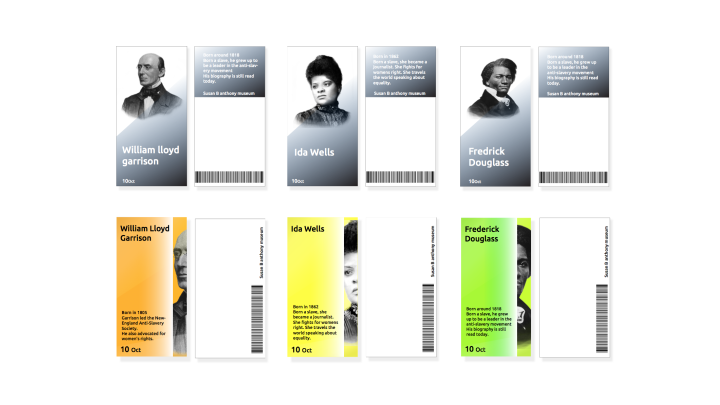 Born around 1818
Born a slave, he grew up to
be a leader in the anti-slav-
ery movement
His biography is still read
today.
Susan B anthony museum
William lloyd
garrison
10Oct
Born in 1862
Born a slave, she became a
journalist. She fights for
womens right. She travels
the world speaking about
equality.
Susan B anthony museum
Ida Wells
10Oct
Born around 1818
Born a slave, he grew
up to be a leader in the
anti-slavery movement
His biography is still read
today.
Susan B anthony museum
Fredrick
Douglass
10Oct
William Lloyd
Garrison
Born in 1805
Garrison led the New-
England Anti-Slavery
Society.
He also advocated for
women's rights.
10 Oct
Susan B anthony museum
Ida Wells
Born in 1862
Born a slave, she
became a journalist.
She fights for womens
right. She travels the
world speaking about
equality.
10 Oct
Susan B anthony museum
Frederick
Douglass
Born around 1818
Born a slave, he grew
up to be a leader in the
anti-slavery movement
His biography is still
read today.
10 Oct
Susan B anthony museum